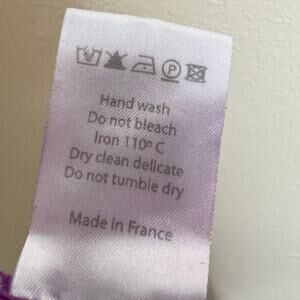 P
Hand wash
Do not bleach
Iron 110º C
Dry clean delicate
Do not tumble dry
Made in France